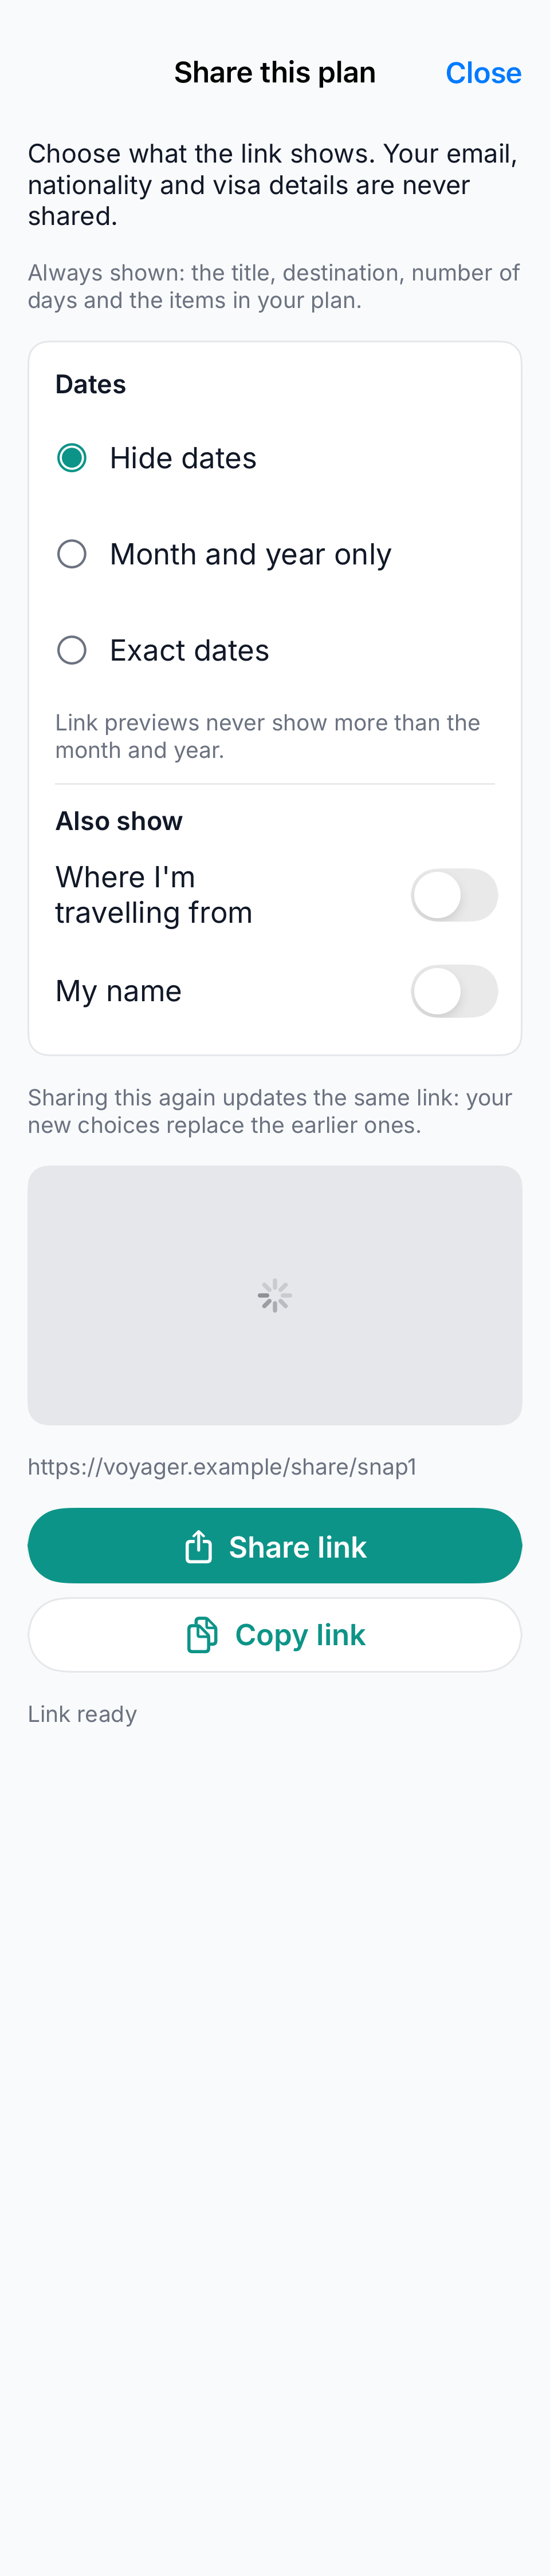 Share this plan
Close
Choose what the link shows. Your email,
nationality and visa details are never
shared.
Always shown: the title, destination, number of
days and the items in your plan.
Dates
Hide dates
Month and year only
Exact dates
Link previews never show more than the
month and year.
Also show
Where I'm
travelling from
My name
Sharing this again updates the same link: your
new choices replace the earlier ones.
https://voyager.example/share/snap1
Share link
Copy link
Link ready